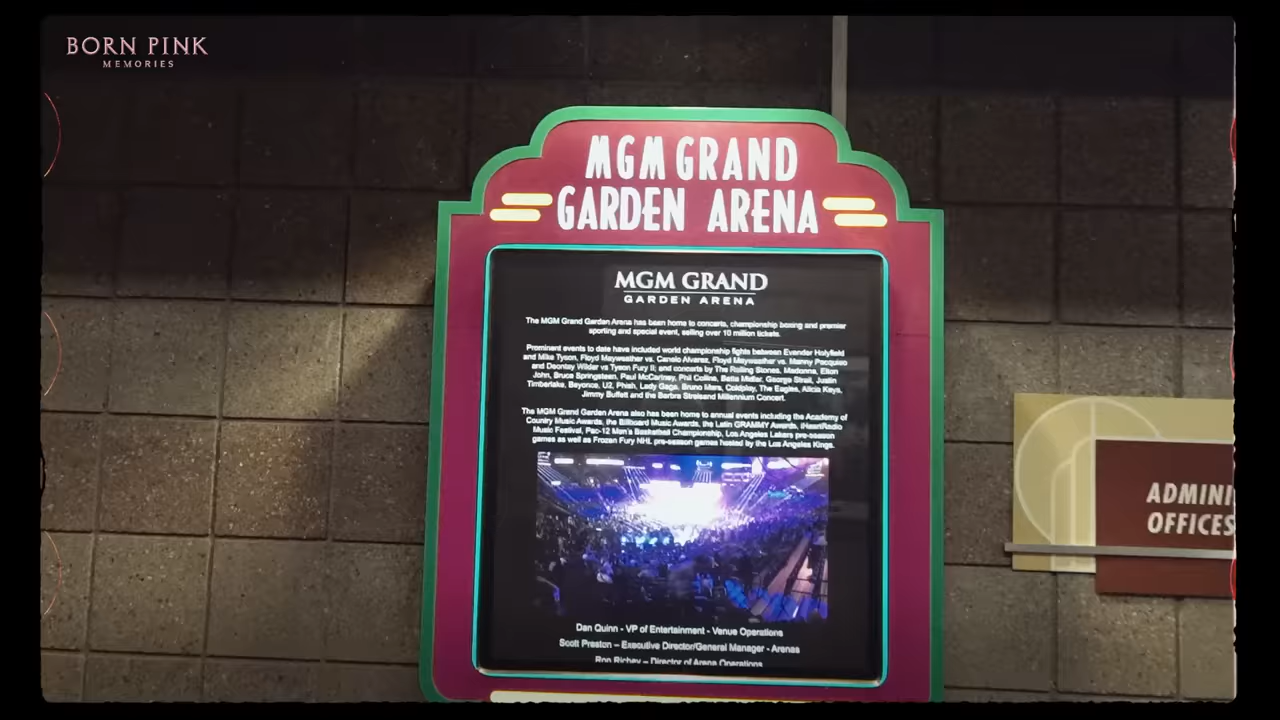 BORN PINK
MEMORIES
MGM GRAND
GARDEN ARENA
MGM GRAND
GARDEN ARENA
The MGM Grand Garden Arena has been home to concerts, championship boxing and premier
sporting and special event, selling over 10 million tickets.
Prominent events to date have included world championship fights between Evander Holyfield
and Mike Tyson, Floyd Mayweather vs. Canelo Alvarez, Floyd Mayweather vs. Manny Pacquiao
and Deontay Wilder vs Tyson Fury II; and concerts by The Rolling Stones, Madonna, Elton
John, Bruce Springsteen, Paul McCartney, Phil Collins, Bette Midler, George Strait, Justin
Timberlake, Beyonce, U2, Phish, Lady Gaga, Bruno Mars, Coldplay, The Eagles, Alicia Keys,
Jimmy Buffett and the Barbra Streisand Millennium Concert.
The MGM Grand Garden Arena also has been home to annual events including the Academy of
Country Music Awards, the Billboard Music Awards, the Latin GRAMMY Awards, iHeartRadio
Music Festival, Pac-12 Men's Basketball Championship, Los Angeles Lakers pre-season
games as well as Frozen Fury NHL pre-season games hosted by the Los Angeles Kings.
Dan Quinn - VP of Entertainment - Venue Operations
Scott Preston – Executive Director/General Manager - Arenas
Ron Richey – Director of Arena Operations
ADMINI
OFFICES